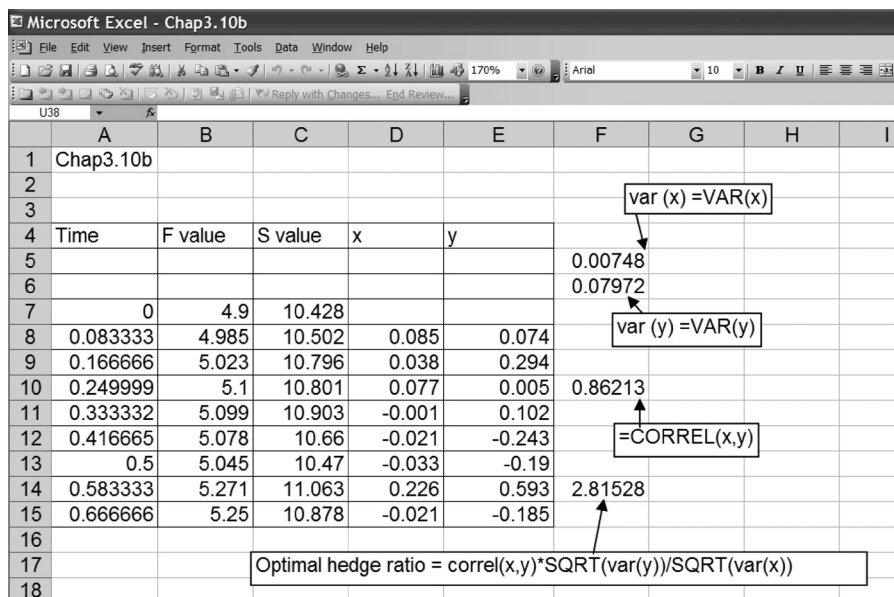 Microsoft Excel - Chap3.10b
File Edit View Insert Format Tools Data Window Help
170% Arial 10 B I U
Reply with Changes... End Review...
U38 fx
A B C D E F G H I
1 Chap3.10b
2
3
var (x) =VAR(x)
4 Time F value S value x y
5 0.00748
6 0.07972
7 0 4.9 10.428
var (y) =VAR(y)
8 0.083333 4.985 10.502 0.085 0.074
9 0.166666 5.023 10.796 0.038 0.294
10 0.249999 5.1 10.801 0.077 0.005 0.86213
11 0.333332 5.099 10.903 -0.001 0.102
=CORREL(x,y)
12 0.416665 5.078 10.66 -0.021 -0.243
13 0.5 5.045 10.47 -0.033 -0.19
14 0.583333 5.271 11.063 0.226 0.593 2.81528
15 0.666666 5.25 10.878 -0.021 -0.185
16
17 Optimal hedge ratio = correl(x,y)*SQRT(var(y))/SQRT(var(x))
18